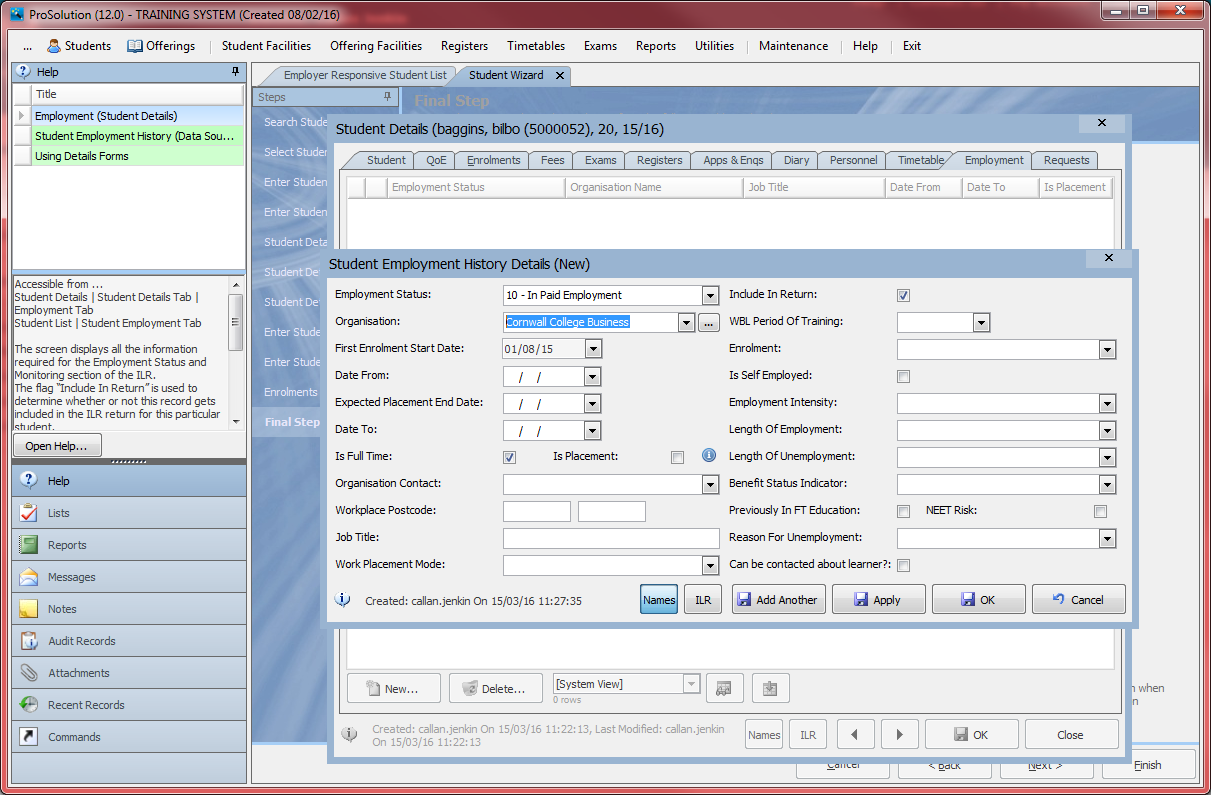 ProSolution (12.0) - TRAINING SYSTEM (Created 08/02/16)
... Students Offerings Student Facilities Offering Facilities Registers Timetables Exams Reports Utilities Maintenance Help Exit
Help
Title
Employment (Student Details)
Student Employment History (Data Sou...
Using Details Forms
Accessible from ...
Student Details | Student Details Tab |
Employment Tab
Student List | Student Employment Tab
The screen displays all the information
required for the Employment Status and
Monitoring section of the ILR.
The flag "Include In Return" is used to
determine whether or not this record gets
included in the ILR return for this particular
student.
Open Help...
Help
Lists
Reports
Messages
Notes
Audit Records
Attachments
Recent Records
Commands
Employer Responsive Student List Student Wizard
Steps
Final Step
Search Stude
Select Studen
Enter Studen
Enter Studen
Student Deta
Student Det
Student Det
Enter Stude
Enter Stude
Enrolments
Final Step
Student Details (baggins, bilbo (5000052), 20, 15/16)
Student QoE Enrolments Fees Exams Registers Apps & Enqs Diary Personnel Timetable Employment Requests
Employment Status Organisation Name Job Title Date From Date To Is Placement
Student Employment History Details (New)
Employment Status: 10 - In Paid Employment Include In Return:
Organisation: Cornwall College Business ... WBL Period Of Training:
First Enrolment Start Date: 01/08/15 Enrolment:
Date From: / / Is Self Employed:
Expected Placement End Date: / / Employment Intensity:
Date To: / / Length Of Employment:
Is Full Time: Is Placement: Length Of Unemployment:
Organisation Contact: Benefit Status Indicator:
Workplace Postcode: Previously In FT Education: NEET Risk:
Job Title: Reason For Unemployment:
Work Placement Mode: Can be contacted about learner?:
Created: callan.jenkin On 15/03/16 11:27:35 Names ILR Add Another Apply OK Cancel
New... Delete... [System View]
0 rows
n when
n
Created: callan.jenkin On 15/03/16 11:22:13, Last Modified: callan.jenkin
On 15/03/16 11:22:13
Names ILR OK Close
Cancel < Back Next > Finish